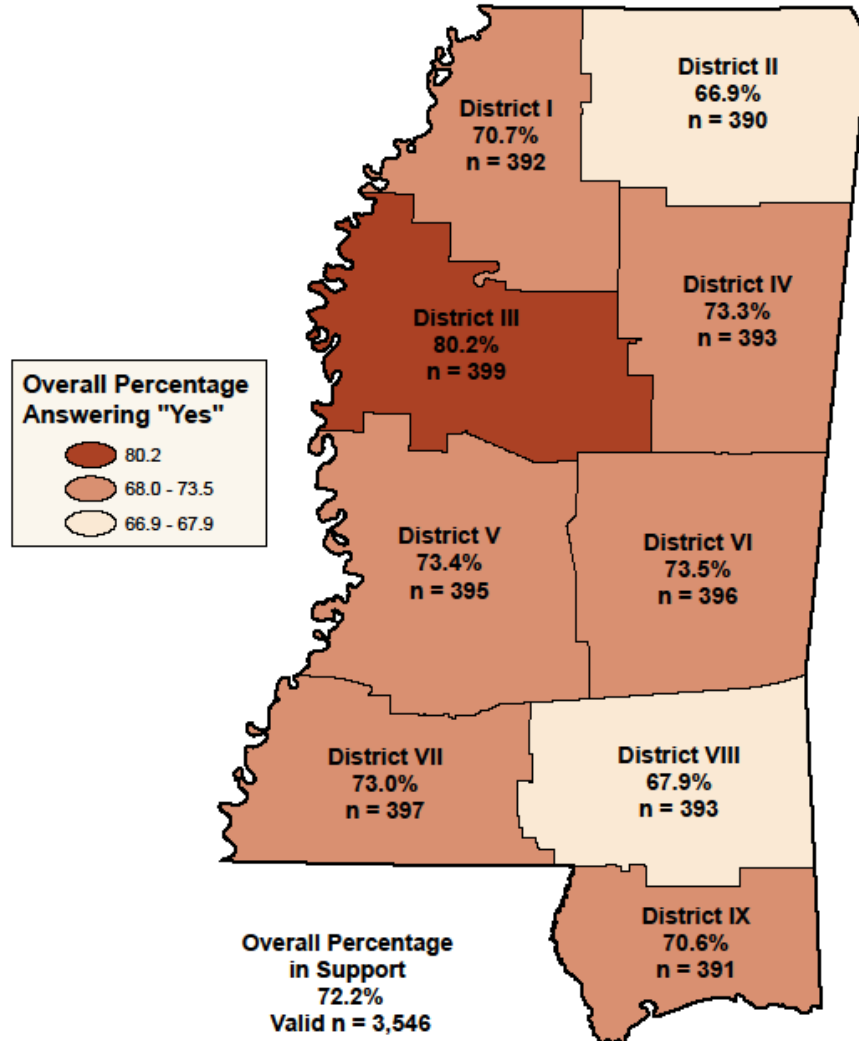 District II
66.9%
n = 390
District I
70.7%
n = 392
District IV
73.3%
n = 393
District III
80.2%
n = 399
Overall Percentage
Answering "Yes"
80.2
68.0 - 73.5
66.9 - 67.9
District V
73.4%
n = 395
District VI
73.5%
n = 396
District VII
73.0%
n = 397
District VIII
67.9%
n = 393
District IX
70.6%
n = 391
Overall Percentage
in Support
72.2%
Valid n = 3,546